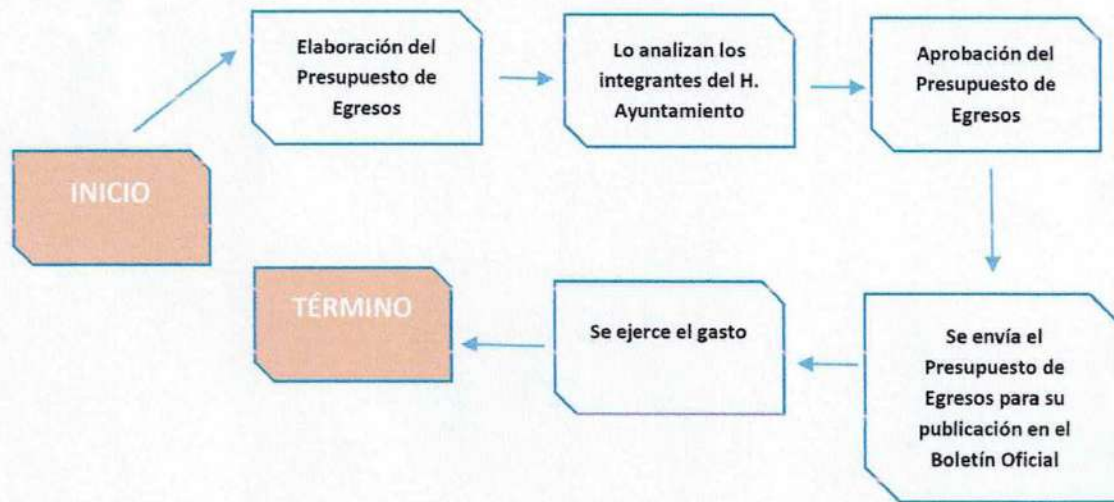 INICIO
Elaboración del
Presupuesto de
Egresos
Lo analizan los
integrantes del H.
Ayuntamiento
Aprobación del
Presupuesto de
Egresos
Se envía el
Presupuesto de
Egresos para su
publicación en el
Boletín Oficial
Se ejerce el gasto
TÉRMINO